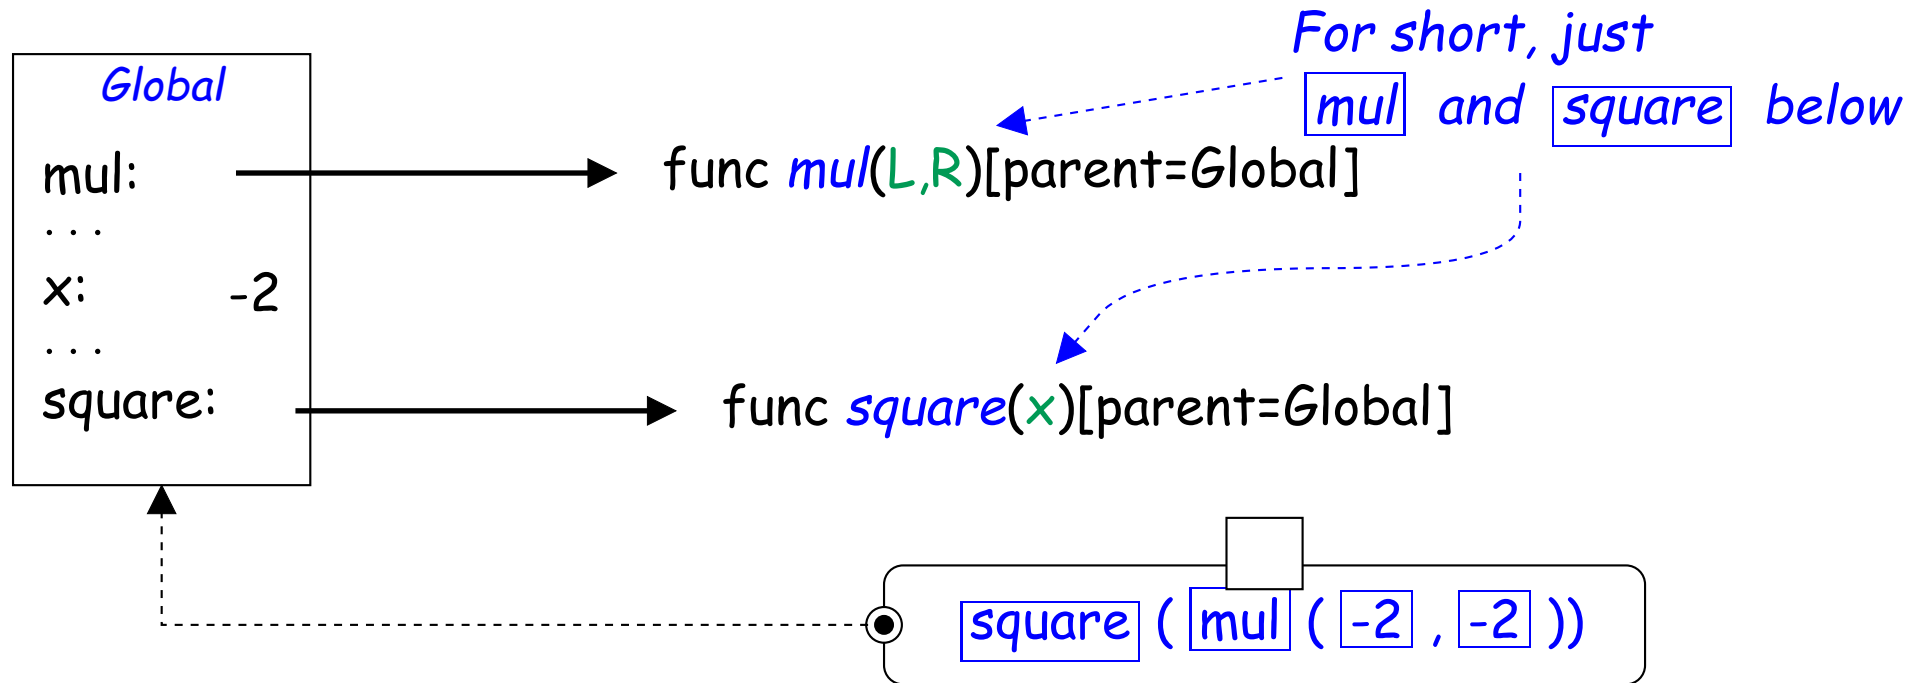 For short, just
mul and square below
Global
mul:
. . .
x: -2
. . .
square:
func mul(L,R)[parent=Global]
func square(x)[parent=Global]
square ( mul ( -2 , -2 ))